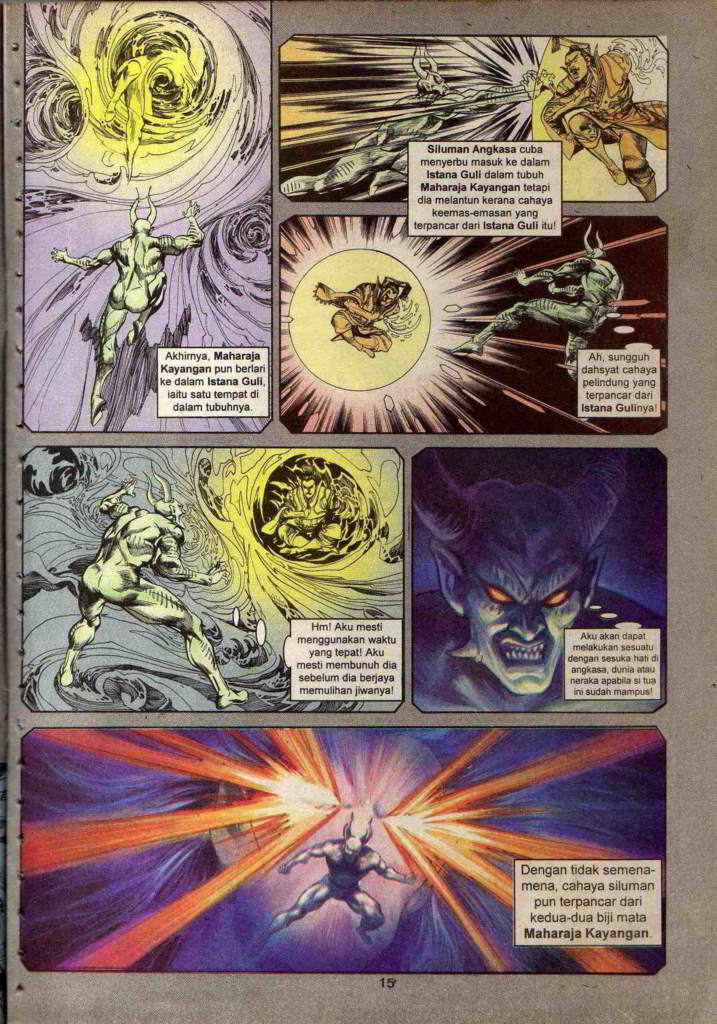 Akhirnya, Maharaja
Kayangan pun berlari
ke dalam Istana Guli,
iaitu satu tempat di
dalam tubuhnya.
Siluman Angkasa cuba
menyerbu masuk ke dalam
Istana Guli dalam tubuh
Maharaja Kayangan tetapi
dia melantun kerana cahaya
keemas-emasan yang
terpancar dari Istana Guli itu!
Ah, sungguh
dahsyat cahaya
pelindung yang
terpancar dari
Istana Gulinya!
Hm! Aku mesti
menggunakan waktu
yang tepat! Aku
mesti membunuh dia
sebelum dia berjaya
memulihan jiwanya!
Aku akan dapat
melakukan sesuatu
dengan sesuka hati di
angkasa, dunia atau
neraka apabila si tua
ini sudah mampus!
Dengan tidak semena-
mena, cahaya siluman
pun terpancar dari
kedua-dua biji mata
Maharaja Kayangan.
15